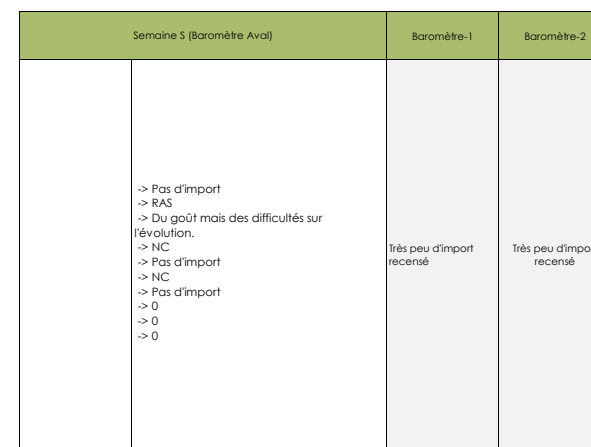 Semaine S (Baromètre Aval)
Baromètre-1
Baromètre-2
-> Pas d'import
-> RAS
-> Du goût mais des difficultés sur
l'évolution.
-> NC
-> Pas d'import
-> NC
-> Pas d'import
-> 0
-> 0
-> 0
Très peu d'import
recensé
Très peu d'impo
recensé